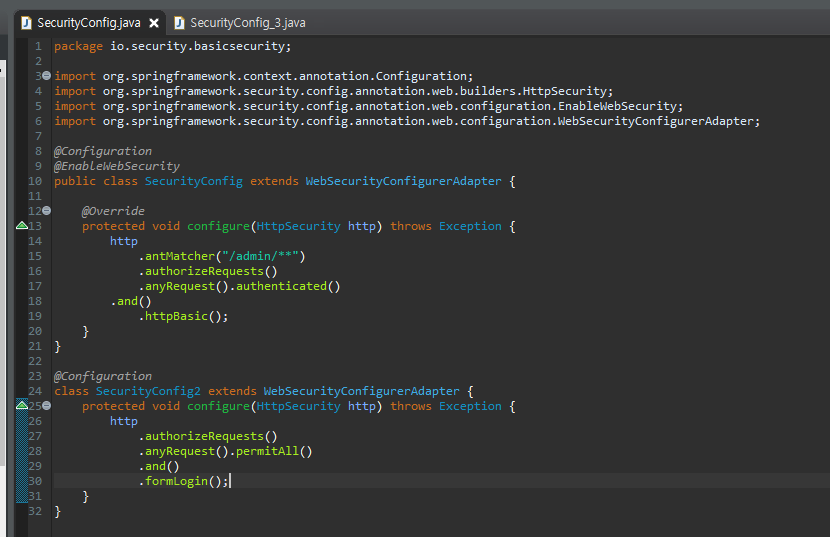 SecurityConfig.java SecurityConfig_3.java
1 package io.security.basicsecurity;
2
3 import org.springframework.context.annotation.Configuration;
4 import org.springframework.security.config.annotation.web.builders.HttpSecurity;
5 import org.springframework.security.config.annotation.web.configuration.EnableWebSecurity;
6 import org.springframework.security.config.annotation.web.configuration.WebSecurityConfigurerAdapter;
7
8 @Configuration
9 @EnableWebSecurity
10 public class SecurityConfig extends WebSecurityConfigurerAdapter {
11
12 @Override
13 protected void configure(HttpSecurity http) throws Exception {
14 http
15 .antMatcher("/admin/**")
16 .authorizeRequests()
17 .anyRequest().authenticated()
18 .and()
19 .httpBasic();
20 }
21 }
22
23 @Configuration
24 class SecurityConfig2 extends WebSecurityConfigurerAdapter {
25 protected void configure(HttpSecurity http) throws Exception {
26 http
27 .authorizeRequests()
28 .anyRequest().permitAll()
29 .and()
30 .formLogin();
31 }
32 }